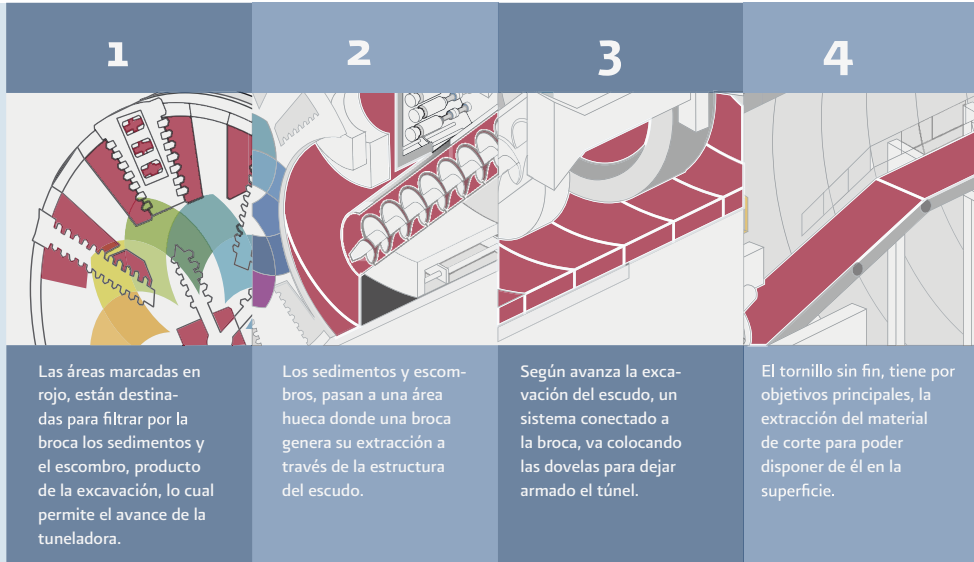 1
2
3
4
Las áreas marcadas en
rojo, están destina-
das para filtrar por la
broca los sedimentos y
el escombro, producto
de la excavación, lo cual
permite el avance de la
tuneladora.
Los sedimentos y escom-
bros, pasan a una área
hueca donde una broca
genera su extracción a
través de la estructura
del escudo.
Según avanza la exca-
vación del escudo, un
sistema conectado a
la broca, va colocando
las dovelas para dejar
armado el túnel.
El tornillo sin fin, tiene por
objetivos principales, la
extracción del material
de corte para poder
disponer de él en la
superficie.